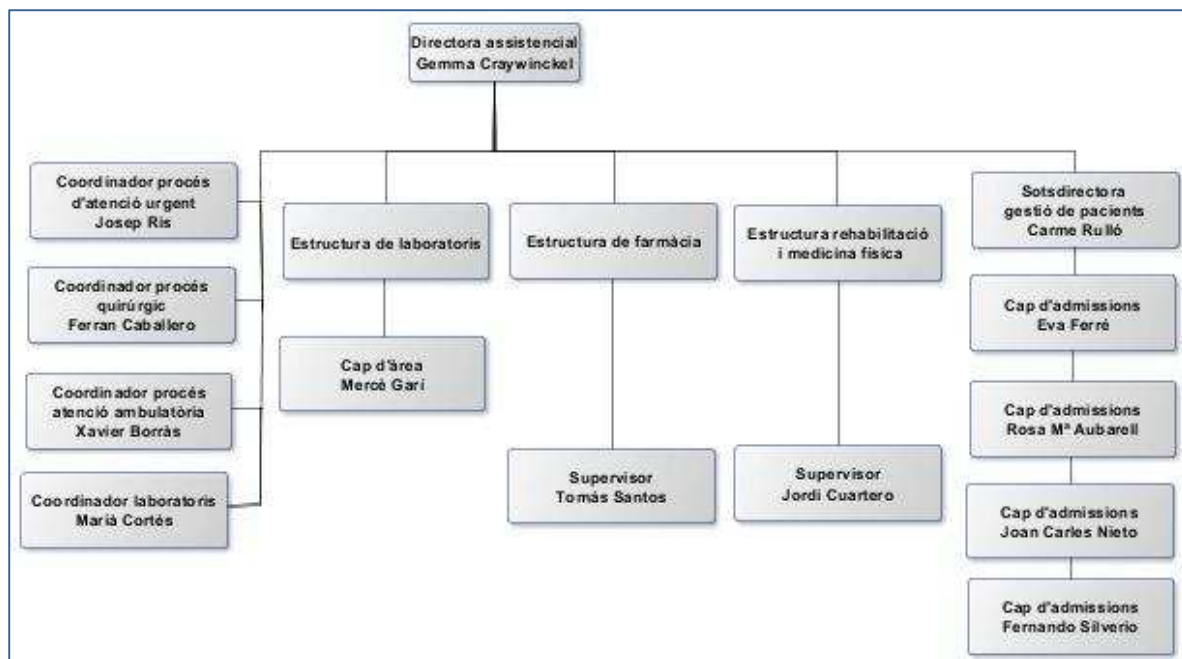 Directora assistencial
Gemma Craywinckel
Coordinador procés
d'atenció urgent
Josep Ris
Coordinador procés
quirúrgic
Ferran Caballero
Coordinador procés
atenció ambulatòria
Xavier Borràs
Coordinador laboratoris
Marià Cortés
Estructura de laboratoris
Cap d'àrea
Mercè Garí
Estructura de farmàcia
Supervisor
Tomás Santos
Estructura rehabilitació
i medicina física
Supervisor
Jordi Cuartero
Sotsdirectora
gestió de pacients
Carme Rulló
Cap d'admissions
Eva Ferré
Cap d'admissions
Rosa Mª Aubarell
Cap d'admissions
Joan Carles Nieto
Cap d'admissions
Fernando Silverio